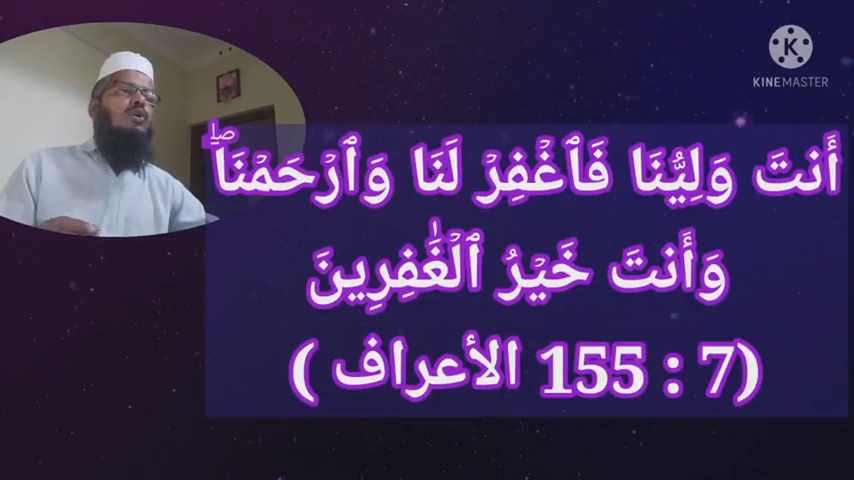 KINEMASTER
أَنتَ وَلِيُّنَا فَٱغْفِرْ لَنَا وَٱرْحَمْنَاۖ
وَأَنتَ خَيْرُ ٱلْغَٰفِرِينَ
(7 : 155 الأعراف )